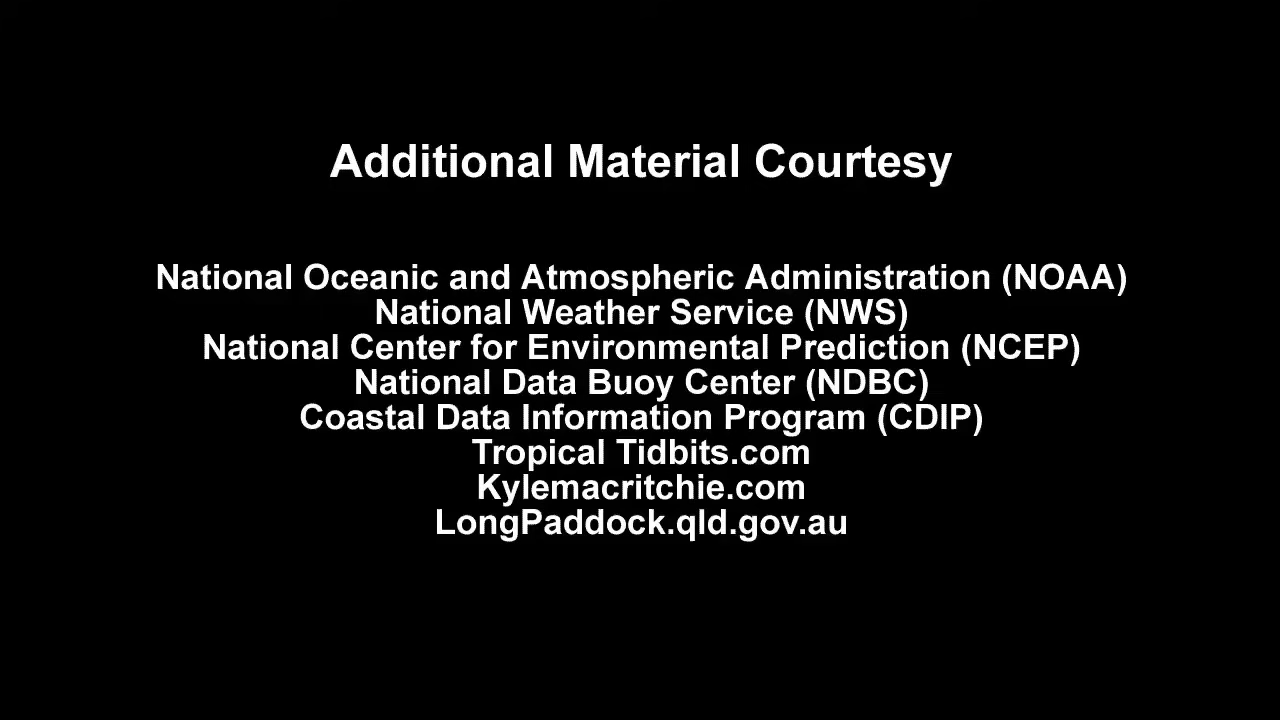 Additional Material Courtesy
National Oceanic and Atmospheric Administration (NOAA)
National Weather Service (NWS)
National Center for Environmental Prediction (NCEP)
National Data Buoy Center (NDBC)
Coastal Data Information Program (CDIP)
Tropical Tidbits.com
Kylemacritchie.com
LongPaddock.qld.gov.au